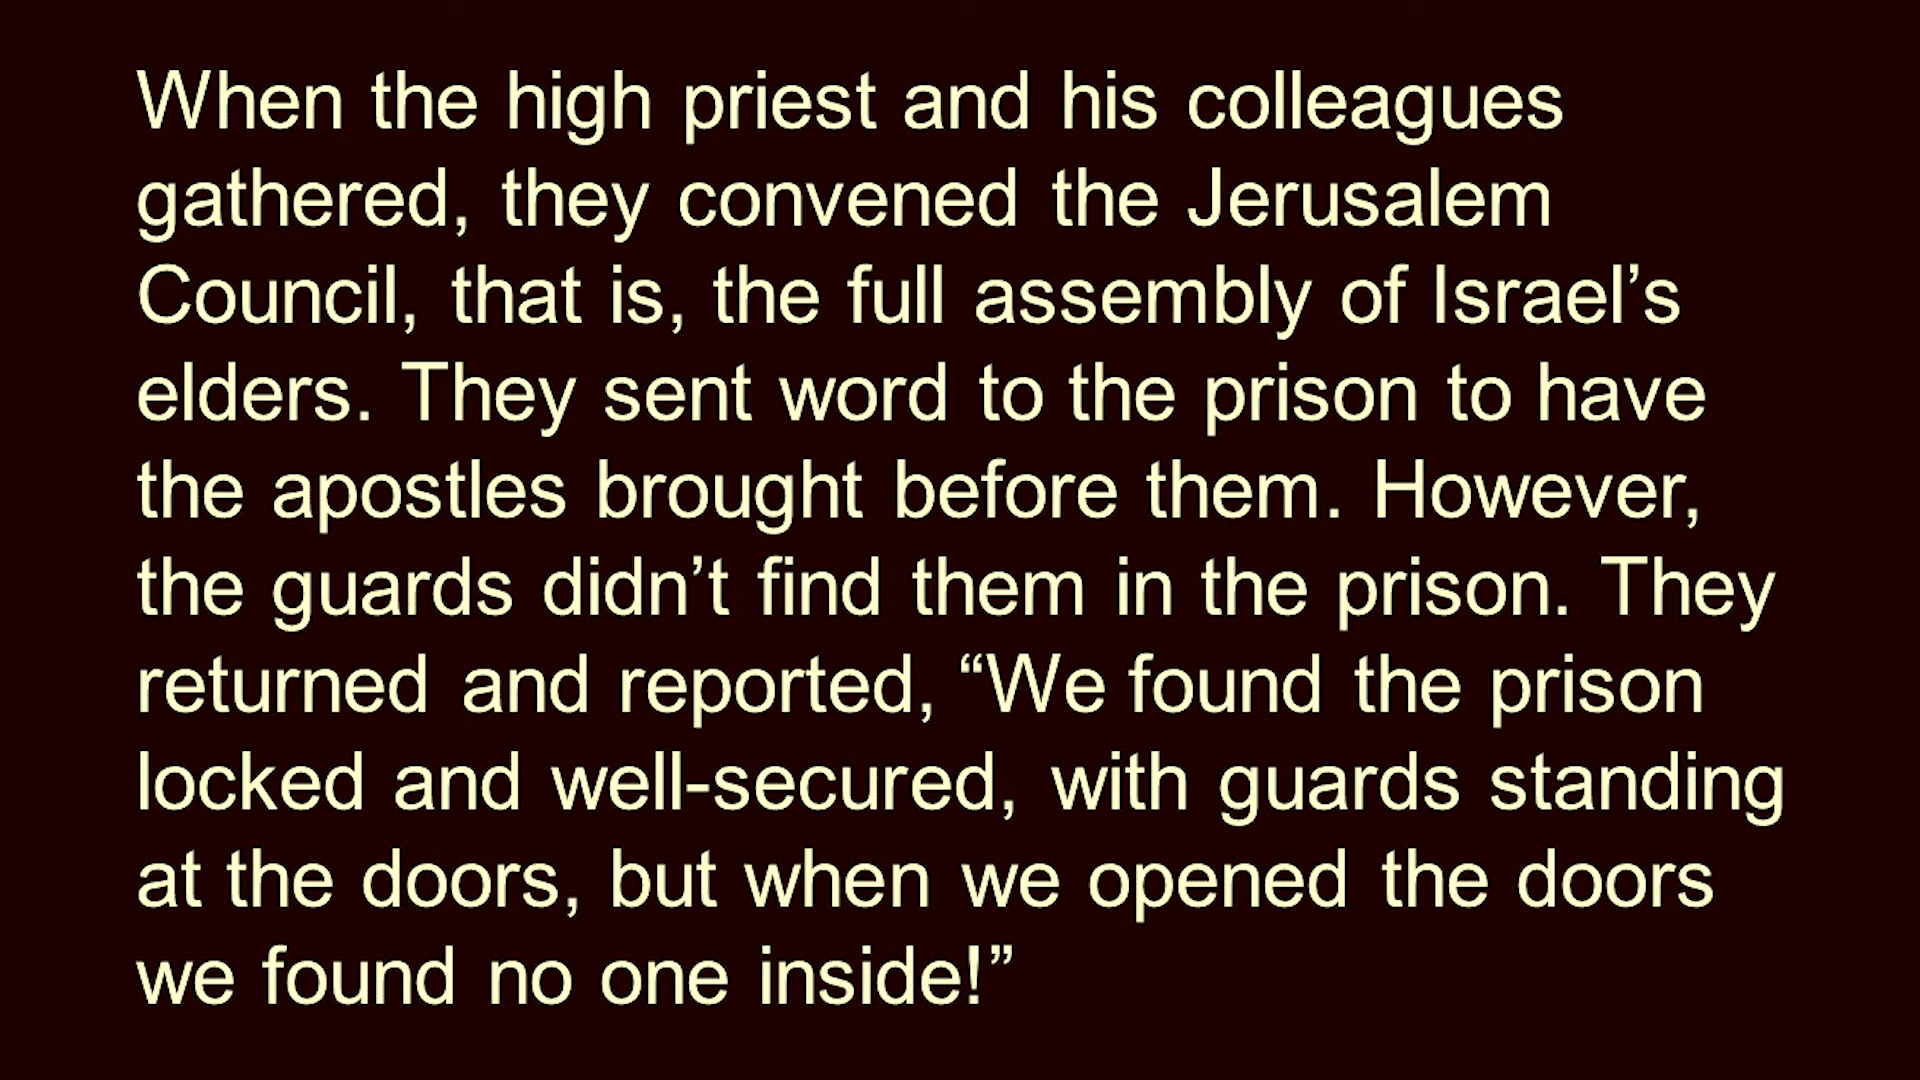 When the high priest and his colleagues
gathered, they convened the Jerusalem
Council, that is, the full assembly of Israel’s
elders. They sent word to the prison to have
the apostles brought before them. However,
the guards didn’t find them in the prison. They
returned and reported, “We found the prison
locked and well-secured, with guards standing
at the doors, but when we opened the doors
we found no one inside!”